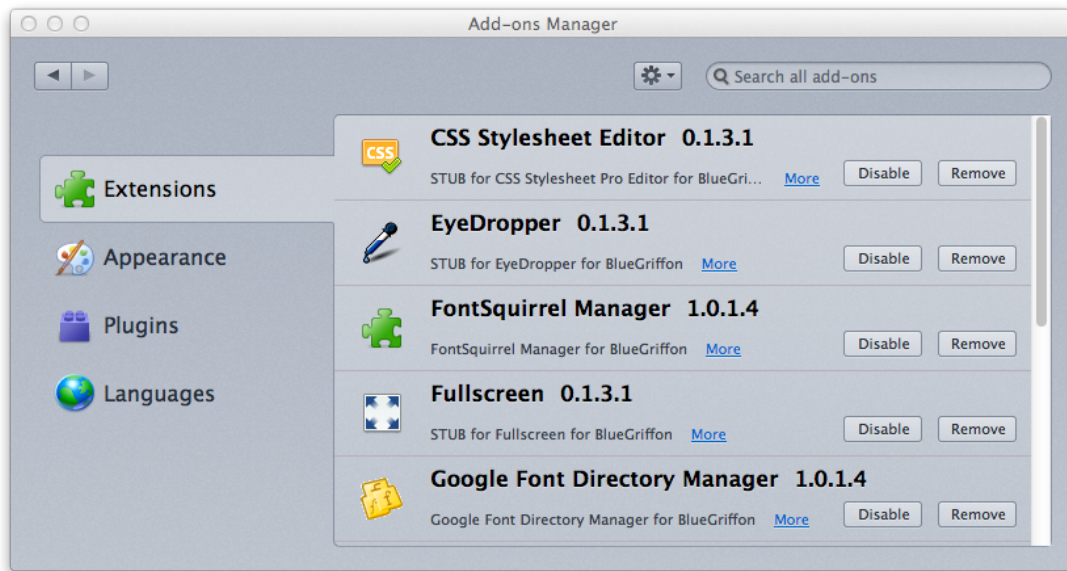 Add-ons Manager
Search all add-ons
Extensions
Appearance
Plugins
Languages
CSS
CSS Stylesheet Editor 0.1.3.1
STUB for CSS Stylesheet Pro Editor for BlueGri... More
Disable Remove
EyeDropper 0.1.3.1
STUB for EyeDropper for BlueGriffon More
Disable Remove
FontSquirrel Manager 1.0.1.4
FontSquirrel Manager for BlueGriffon More
Disable Remove
Fullscreen 0.1.3.1
STUB for Fullscreen for BlueGriffon More
Disable Remove
Google Font Directory Manager 1.0.1.4
Google Font Directory Manager for BlueGriffon More
Disable Remove